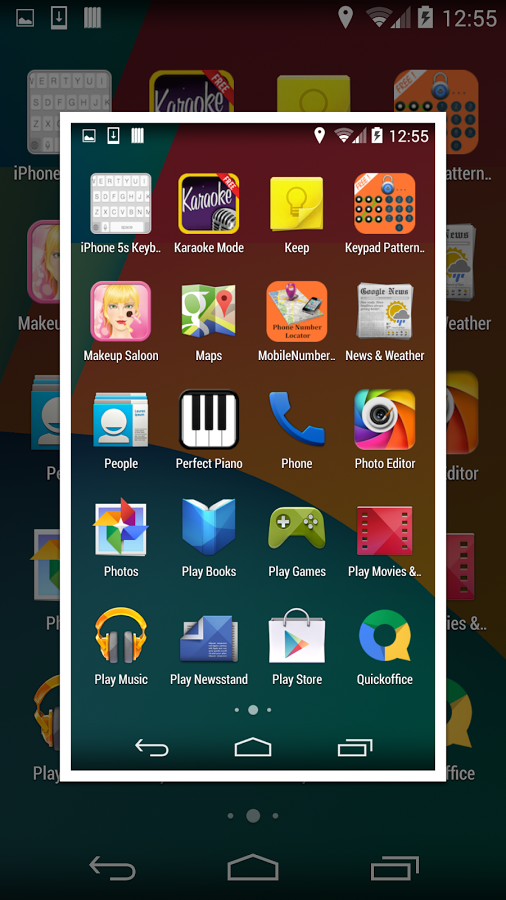 12:55
12:55
iPhone
iPhone 5s Keyb..
Karaoke
FREE
Karaoke Mode
Keep
FREE !
Keypad Pattern..
attern..
Makeup Saloon
Maps
Phone Number
Locator
MobileNumber..
Google News
News & Weather
News
eather
Makeu
People
Perfect Piano
Phone
Photo Editor
Pe
ditor
Photos
Play Books
Play Games
Play Movies &..
Ph
ies &..
Play Music
Play Newsstand
Play Store
Quickoffice
Play
ffice